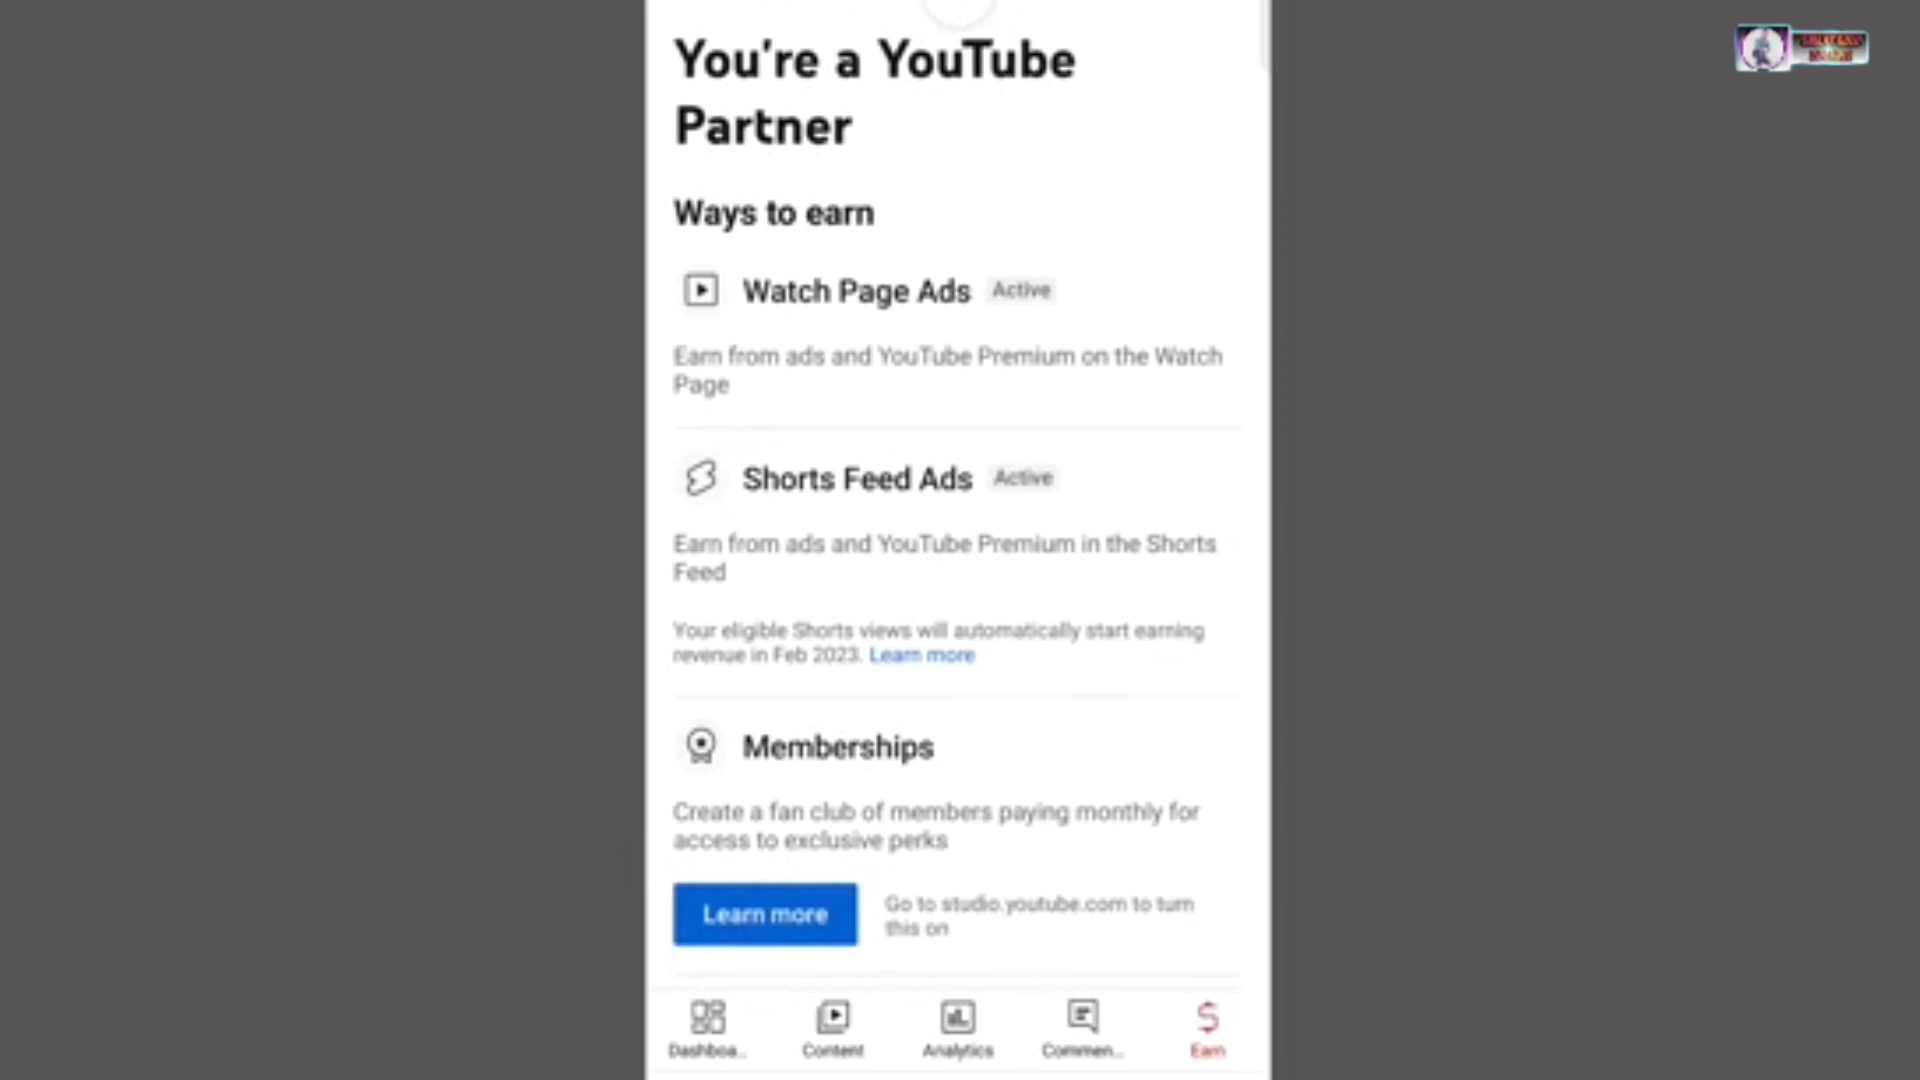 You're a YouTube
Partner
Ways to earn
Watch Page Ads Active
Earn from ads and YouTube Premium on the Watch
Page
Shorts Feed Ads Active
Earn from ads and YouTube Premium in the Shorts
Feed
Your eligible Shorts views will automatically start earning
revenue in Feb 2023. Learn more
Memberships
Create a fan club of members paying monthly for
access to exclusive perks
Learn more
Go to studio.youtube.com to turn
this on
Dashboa... Content Analytics Commen... Earn